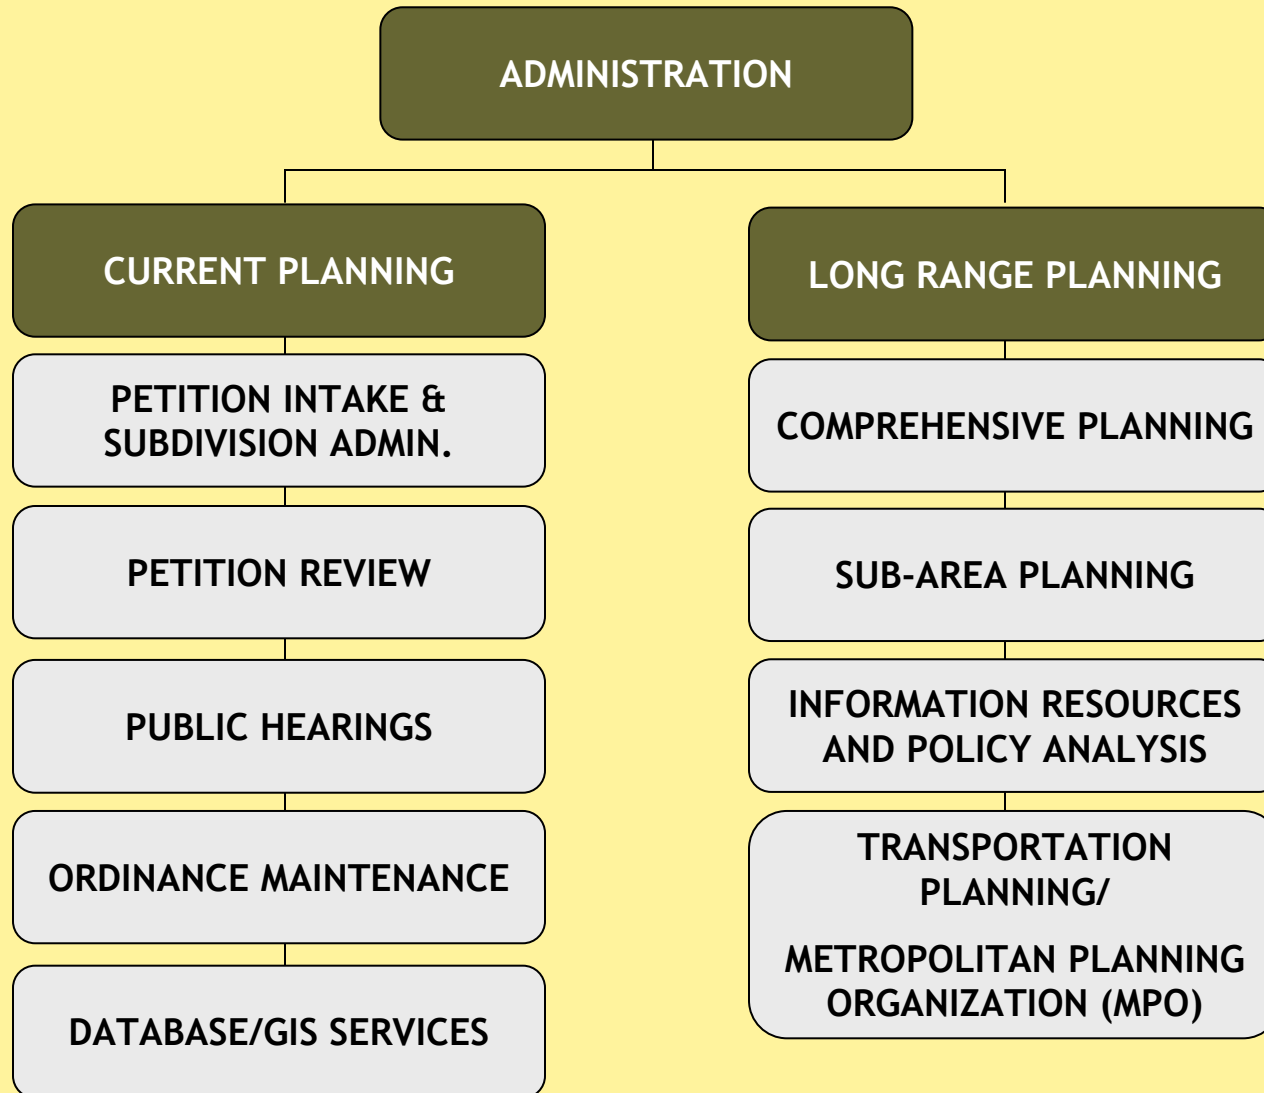 ADMINISTRATION
CURRENT PLANNING
PETITION INTAKE &
SUBDIVISION ADMIN.
PETITION REVIEW
PUBLIC HEARINGS
ORDINANCE MAINTENANCE
DATABASE/GIS SERVICES
LONG RANGE PLANNING
COMPREHENSIVE PLANNING
SUB-AREA PLANNING
INFORMATION RESOURCES
AND POLICY ANALYSIS
TRANSPORTATION
PLANNING/
METROPOLITAN PLANNING
ORGANIZATION (MPO)